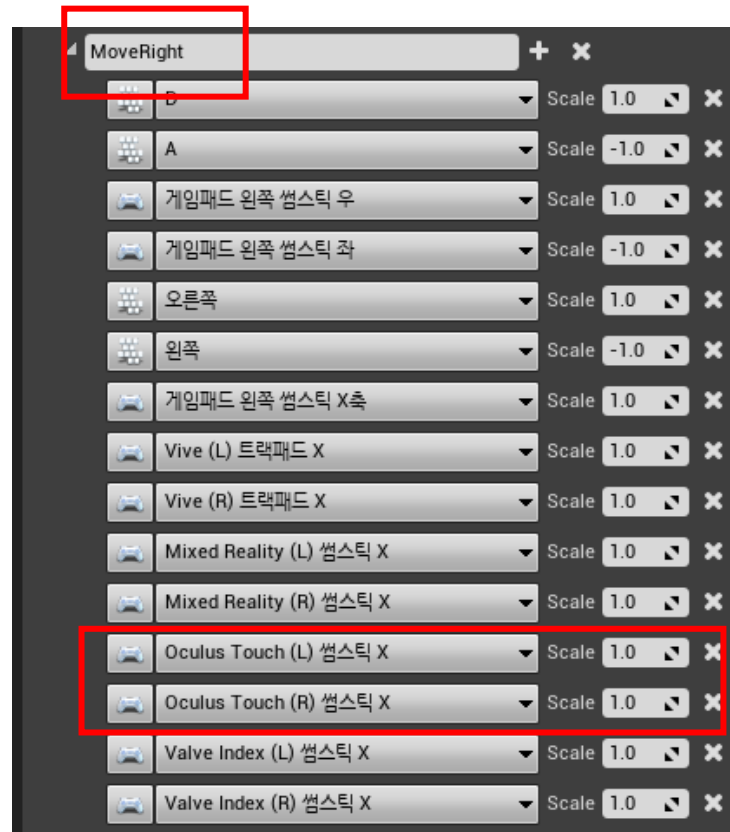 MoveRight
D Scale 1.0
A Scale -1.0
게임패드 왼쪽 썸스틱 우 Scale 1.0
게임패드 왼쪽 썸스틱 좌 Scale -1.0
오른쪽 Scale 1.0
왼쪽 Scale -1.0
게임패드 왼쪽 썸스틱 X축 Scale 1.0
Vive (L) 트랙패드 X Scale 1.0
Vive (R) 트랙패드 X Scale 1.0
Mixed Reality (L) 썸스틱 X Scale 1.0
Mixed Reality (R) 썸스틱 X Scale 1.0
Oculus Touch (L) 썸스틱 X Scale 1.0
Oculus Touch (R) 썸스틱 X Scale 1.0
Valve Index (L) 썸스틱 X Scale 1.0
Valve Index (R) 썸스틱 X Scale 1.0